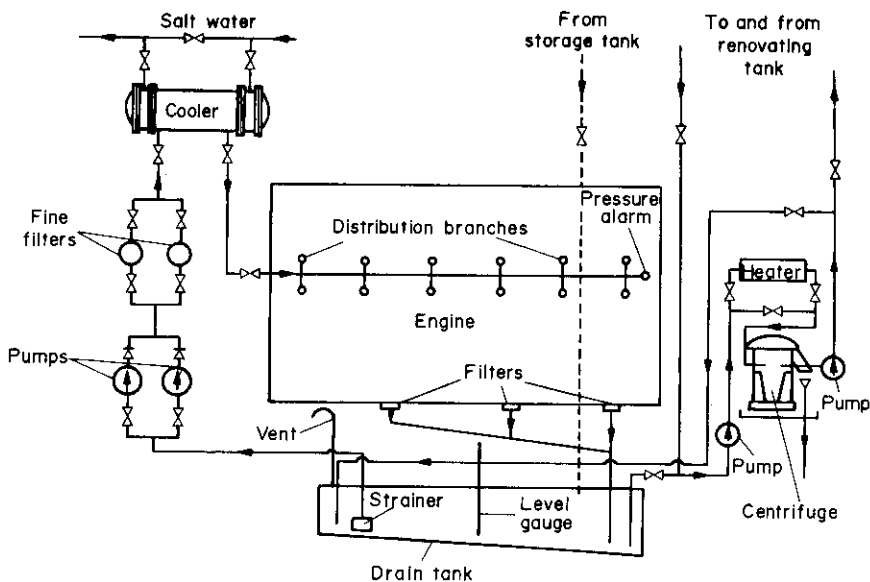 Salt water
From
storage tank
To and from
renovating
tank
Cooler
Fine
filters
Distribution branches
Pressure
alarm
Heater
Engine
Pumps
Filters
Pump
Vent
Pump
Strainer
Level
gauge
Centrifuge
Drain tank